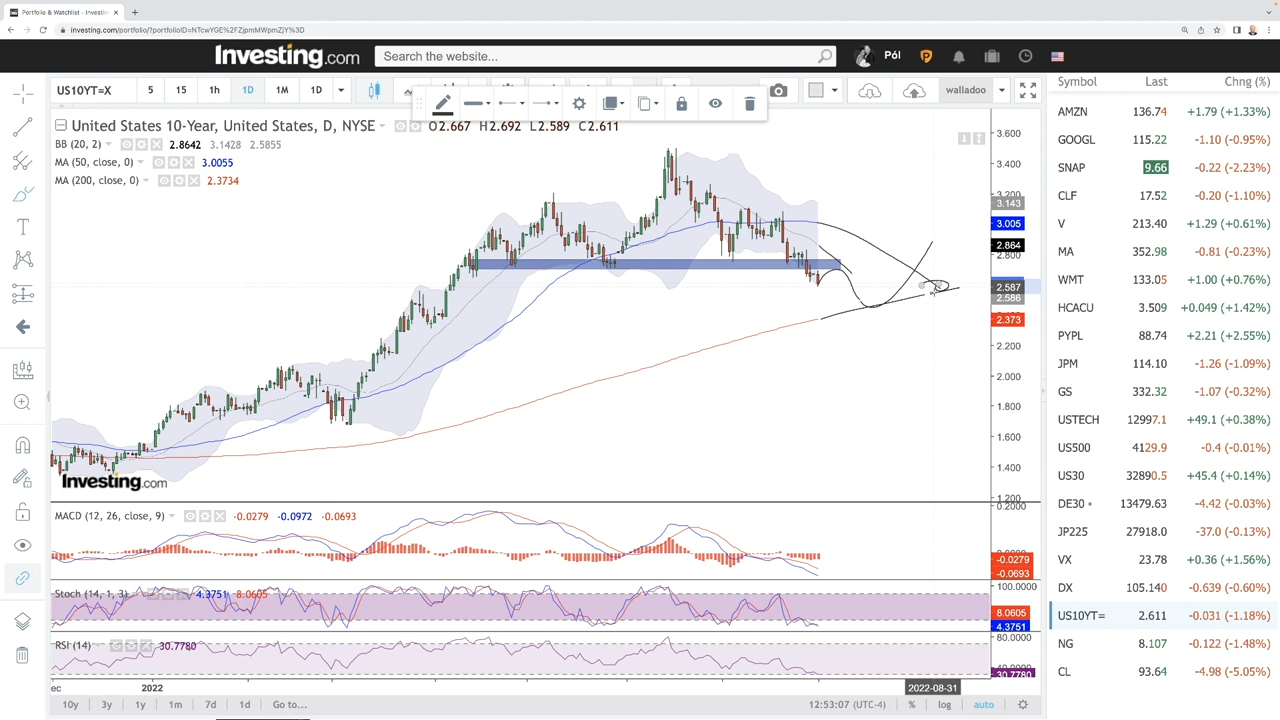 Portfolio & Watchlist - Investing
investing.com/portfolio/?portfolioID=NTcwYGE%2FZjpmMWpmZjY%3D
Investing.com
Search the website...
Pól
US10YT=X
5 15 1h 1D 1M 1D
walladoo
United States 10-Year, United States, D, NYSE
O2.667 H2.692 L2.589 C2.611
BB (20, 2) 2.8642 3.1428 2.5855
MA (50, close, 0) 3.0055
MA (200, close, 0) 2.3734
3.600
3.400
3.200
3.143
3.005
2.864
2.800
2.587
2.586
2.373
2.200
2.000
1.800
1.600
1.400
1.200
Investing.com
MACD (12, 26, close, 9) -0.0279 -0.0972 -0.0693
0.2000
-0.0279
-0.0693
Stoch (14, 1, 3) 4.3751 8.0605
100.0000
8.0605
4.3751
RSI (14) 30.7780
80.0000
30.7780
ec 2022 2022-08-31
10y 3y 1y 1m 7d 1d Go to...
12:53:07 (UTC-4) % log auto
Symbol Last Chng (%)
AMZN 136.74 +1.79 (+1.33%)
GOOGL 115.22 -1.10 (-0.95%)
SNAP 9.66 -0.22 (-2.23%)
CLF 17.52 -0.20 (-1.10%)
V 213.40 +1.29 (+0.61%)
MA 352.98 -0.81 (-0.23%)
WMT 133.05 +1.00 (+0.76%)
HCACU 3.509 +0.049 (+1.42%)
PYPL 88.74 +2.21 (+2.55%)
JPM 114.10 -1.26 (-1.09%)
GS 332.32 -1.07 (-0.32%)
USTECH 12997.1 +49.1 (+0.38%)
US500 4129.9 -0.4 (-0.01%)
US30 32890.5 +45.4 (+0.14%)
DE30 13479.63 -4.42 (-0.03%)
JP225 27918.0 -37.0 (-0.13%)
VX 23.78 +0.36 (+1.56%)
DX 105.140 -0.639 (-0.60%)
US10YT= 2.611 -0.031 (-1.18%)
NG 8.107 -0.122 (-1.48%)
CL 93.64 -4.98 (-5.05%)